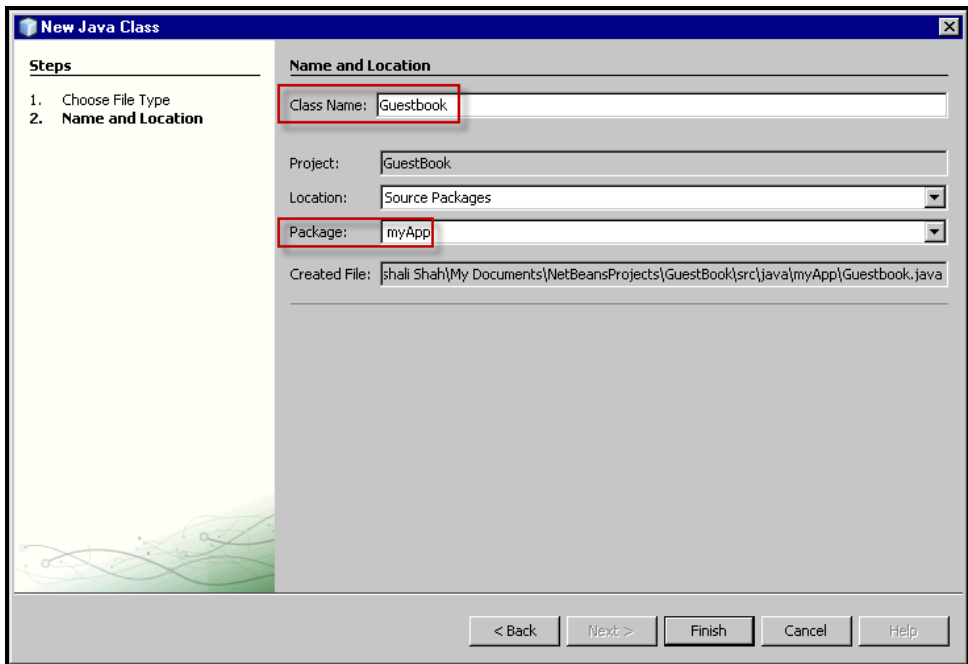 New Java Class
Steps
1. Choose File Type
2. Name and Location
Name and Location
Class Name: Guestbook
Project: GuestBook
Location: Source Packages
Package: myApp
Created File: shali Shah\My Documents\NetBeansProjects\GuestBook\src\java\myApp\Guestbook.java
< Back Next > Finish Cancel Help